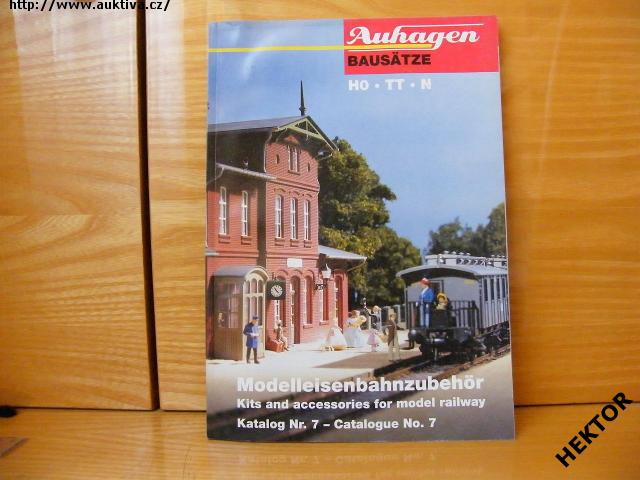 http://www.auktiva.cz/
Auhagen
BAUSÄTZE
HO · TT · N
Modelleisenbahnzubehör
Kits and accessories for model railway
Katalog Nr. 7 – Catalogue No. 7
HEKTOR